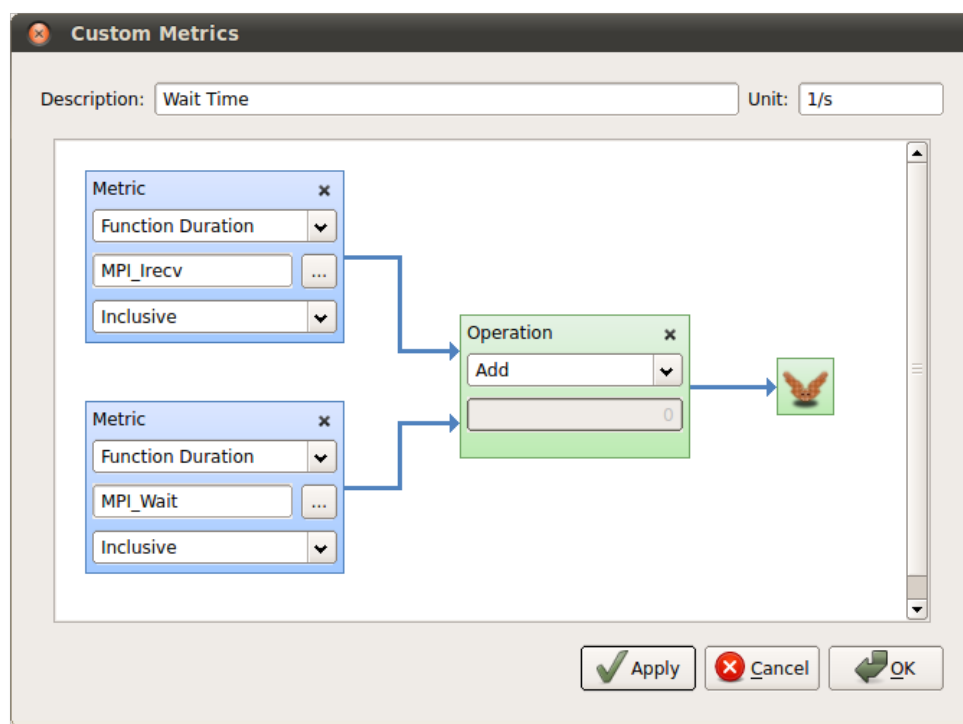 Custom Metrics
Description: Wait Time Unit: 1/s
Metric
Function Duration
MPI_Irecv ...
Inclusive
Operation
Add
0
Metric
Function Duration
MPI_Wait ...
Inclusive
Apply Cancel OK